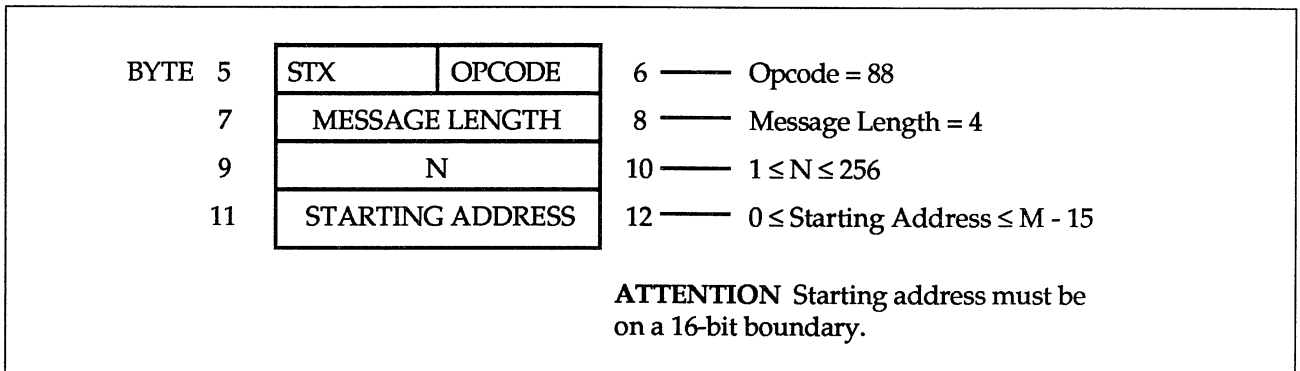 BYTE 5 STX OPCODE 6 Opcode = 88
7 MESSAGE LENGTH 8 Message Length = 4
9 N 10 1 ≤ N ≤ 256
11 STARTING ADDRESS 12 0 ≤ Starting Address ≤ M - 15
ATTENTION Starting address must be
on a 16-bit boundary.